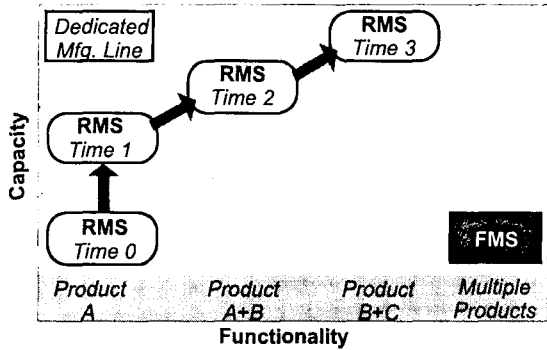 Dedicated
Mfg. Line
RMS
Time 3
RMS
Time 2
RMS
Time 1
RMS
Time 0
FMS
Capacity
Product
A
Product
A+B
Product
B+C
Multiple
Products
Functionality